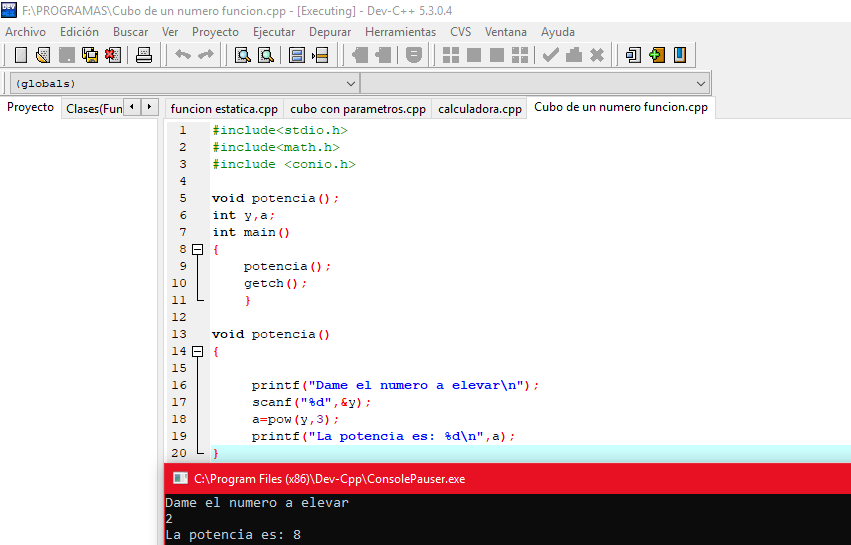 F:\PROGRAMAS\Cubo de un numero funcion.cpp - [Executing] - Dev-C++ 5.3.0.4
Archivo Edición Buscar Ver Proyecto Ejecutar Depurar Herramientas CVS Ventana Ayuda
(globals)
Proyecto Clases(Fun funcion estatica.cpp cubo con parametros.cpp calculadora.cpp Cubo de un numero funcion.cpp
1 #include<stdio.h>
2 #include<math.h>
3 #include <conio.h>
4
5 void potencia();
6 int y,a;
7 int main()
8 {
9 potencia();
10 getch();
11 }
12
13 void potencia()
14 {
15
16 printf("Dame el numero a elevar\n");
17 scanf("%d",&y);
18 a=pow(y,3);
19 printf("La potencia es: %d\n",a);
20 }
C:\Program Files (x86)\Dev-Cpp\ConsolePauser.exe
Dame el numero a elevar
2
La potencia es: 8